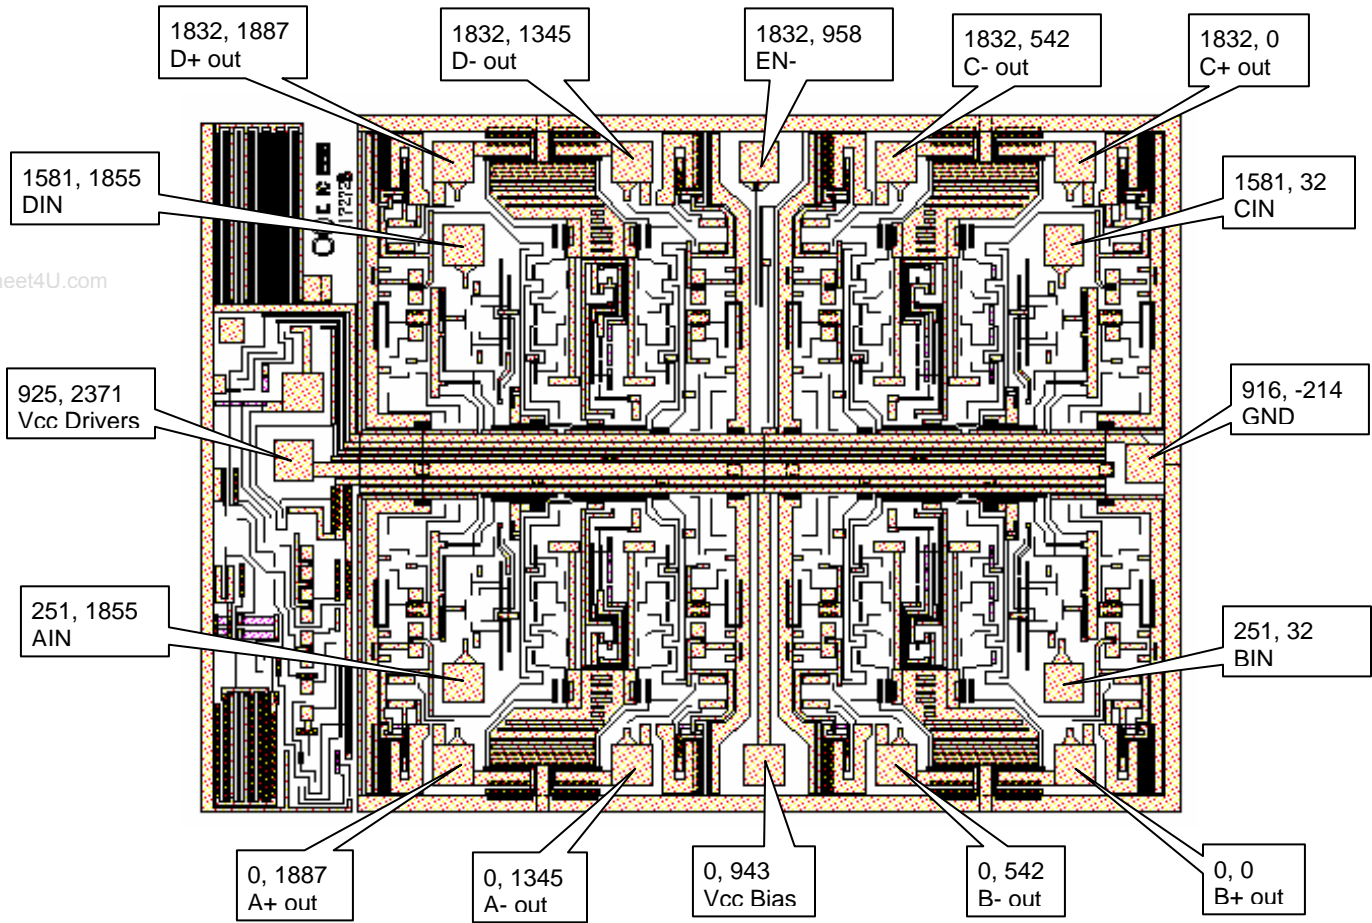 1832, 1887
D+ out
1832, 1345
D- out
1832, 958
EN-
1832, 542
C- out
1832, 0
C+ out
1581, 1855
DIN
1581, 32
CIN
eet4U.com
925, 2371
Vcc Drivers
916, -214
GND
251, 1855
AIN
251, 32
BIN
0, 1887
A+ out
0, 1345
A- out
0, 943
Vcc Bias
0, 542
B- out
0, 0
B+ out